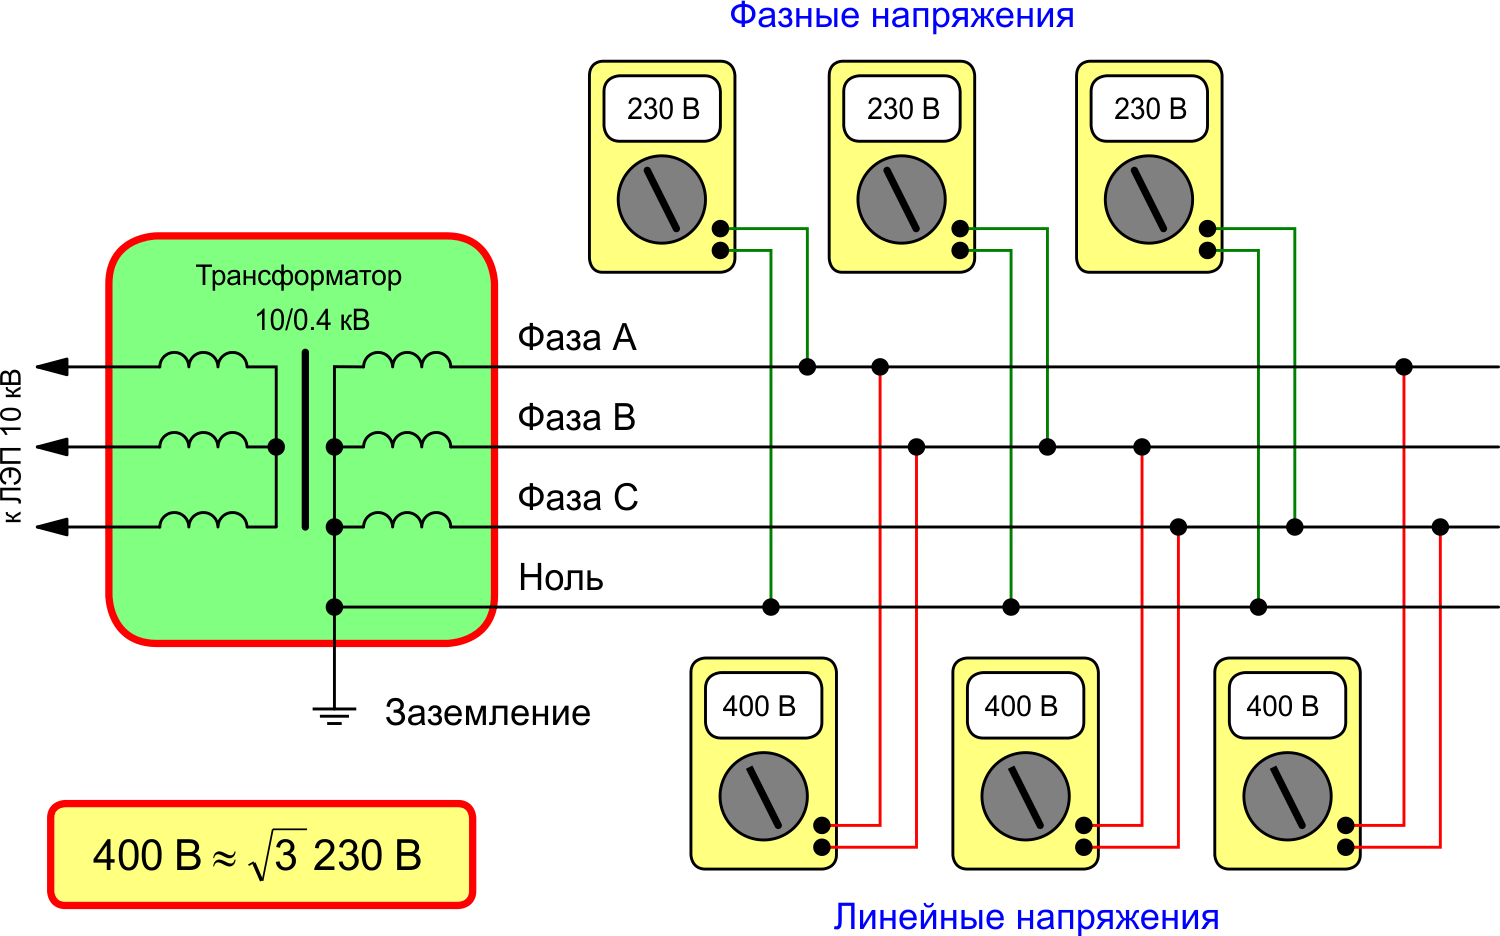 Фазные напряжения
230 В
230 В
230 В
Трансформатор
10/0.4 кВ
к ЛЭП 10 кВ
Фаза A
Фаза B
Фаза C
Ноль
Заземление
400 В
400 В
400 В
400 В ≈ √3 230 В
Линейные напряжения